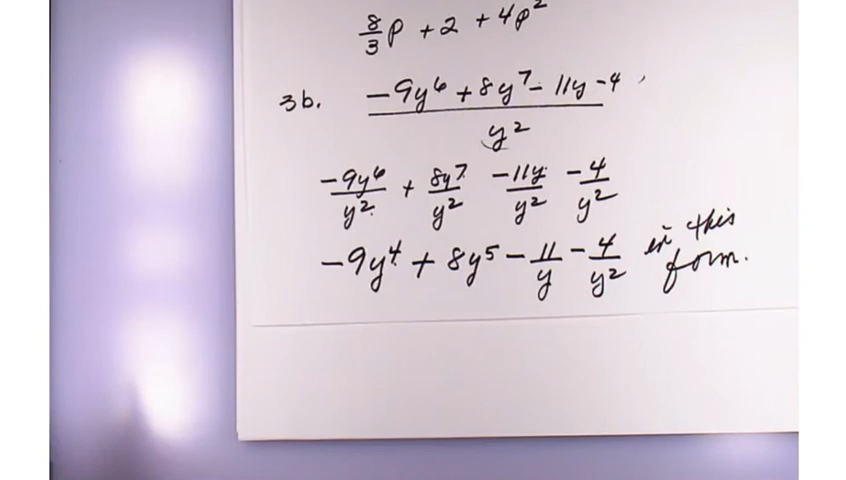 8/3 p + 2 + 4p²
3b. (-9y⁶ + 8y⁷ - 11y - 4) / y²
-9y⁶/y² + 8y⁷/y² -11y/y² -4/y²
-9y⁴ + 8y⁵ - 11/y - 4/y² in this form.